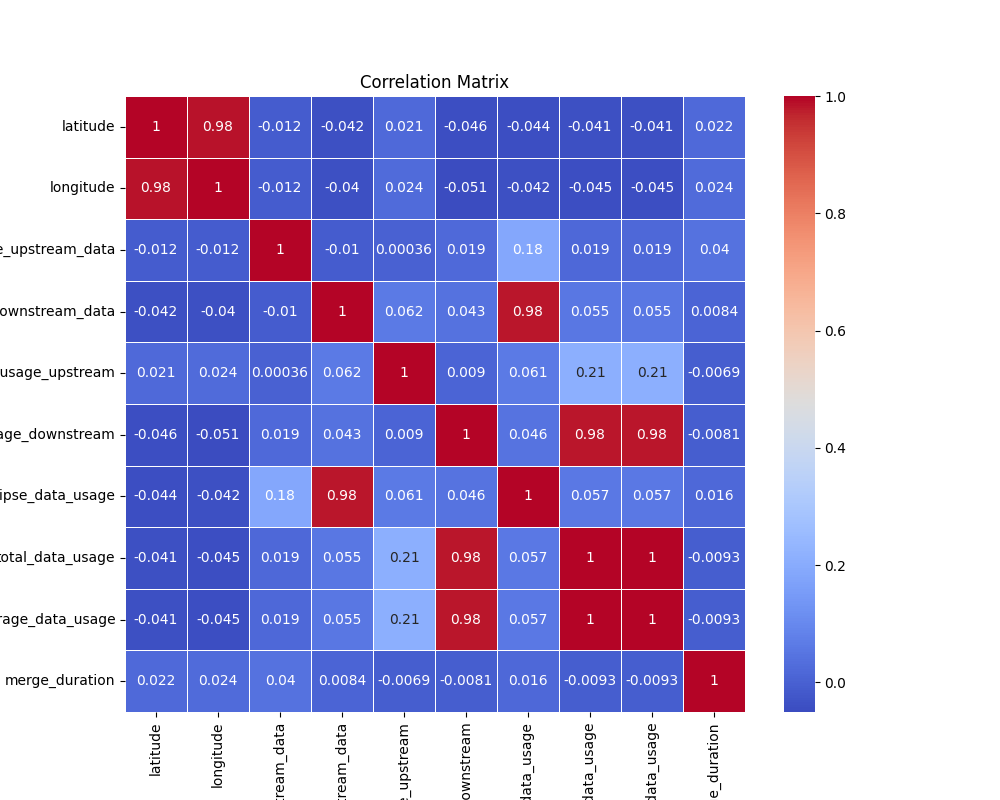 Correlation Matrix
latitude 1 0.98 -0.012 -0.042 0.021 -0.046 -0.044 -0.041 -0.041 0.022
longitude 0.98 1 -0.012 -0.04 0.024 -0.051 -0.042 -0.045 -0.045 0.024
e_upstream_data -0.012 -0.012 1 -0.01 0.00036 0.019 0.18 0.019 0.019 0.04
ownstream_data -0.042 -0.04 -0.01 1 0.062 0.043 0.98 0.055 0.055 0.0084
usage_upstream 0.021 0.024 0.00036 0.062 1 0.009 0.061 0.21 0.21 -0.0069
age_downstream -0.046 -0.051 0.019 0.043 0.009 1 0.046 0.98 0.98 -0.0081
ipse_data_usage -0.044 -0.042 0.18 0.98 0.061 0.046 1 0.057 0.057 0.016
total_data_usage -0.041 -0.045 0.019 0.055 0.21 0.98 0.057 1 1 -0.0093
rage_data_usage -0.041 -0.045 0.019 0.055 0.21 0.98 0.057 1 1 -0.0093
merge_duration 0.022 0.024 0.04 0.0084 -0.0069 -0.0081 0.016 -0.0093 -0.0093 1
latitude
longitude
tream_data
tream_data
e_upstream
ownstream
data_usage
data_usage
data_usage
e_duration
1.0
0.8
0.6
0.4
0.2
0.0